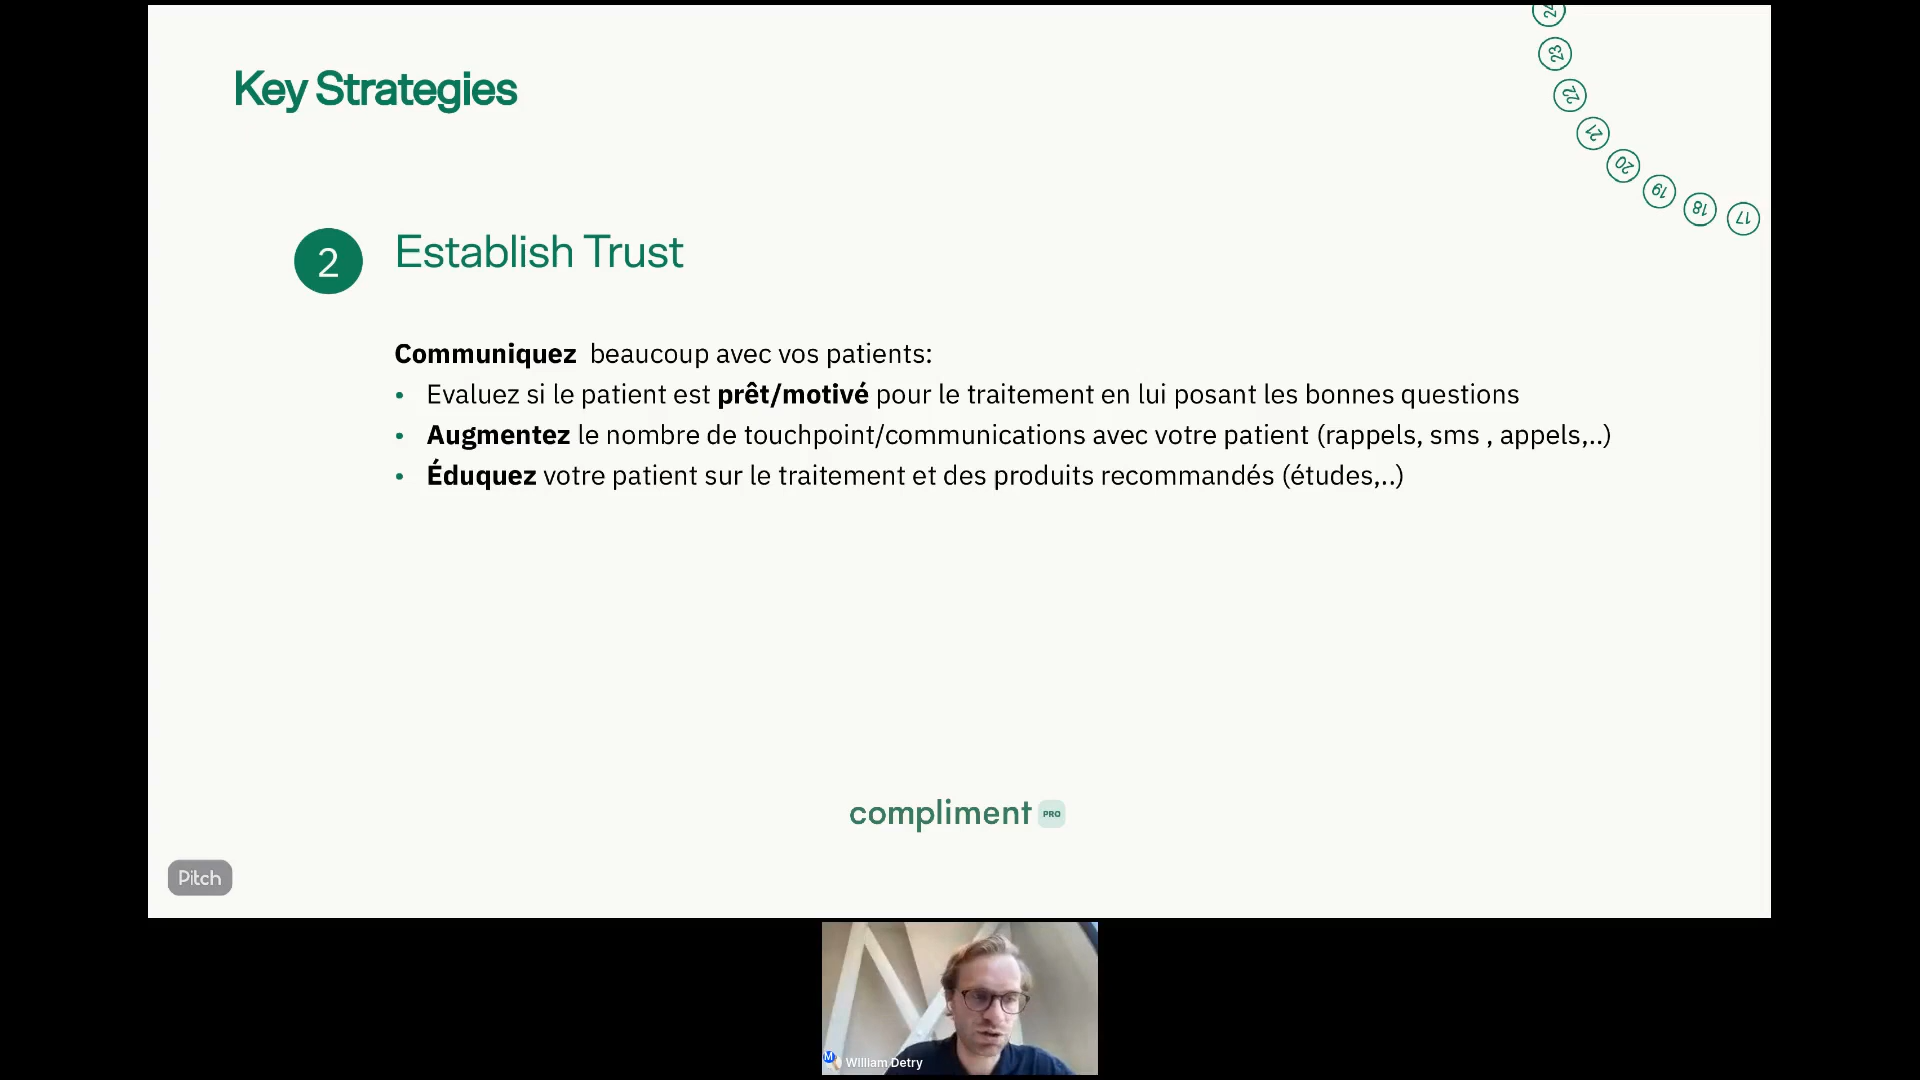 Key Strategies
24
23
22
21
20
19
18
17
2
Establish Trust
Communiquez beaucoup avec vos patients:
• Evaluez si le patient est prêt/motivé pour le traitement en lui posant les bonnes questions
• Augmentez le nombre de touchpoint/communications avec votre patient (rappels, sms , appels,..)
• Éduquez votre patient sur le traitement et des produits recommandés (études,..)
compliment PRO
Pitch
M William Detry